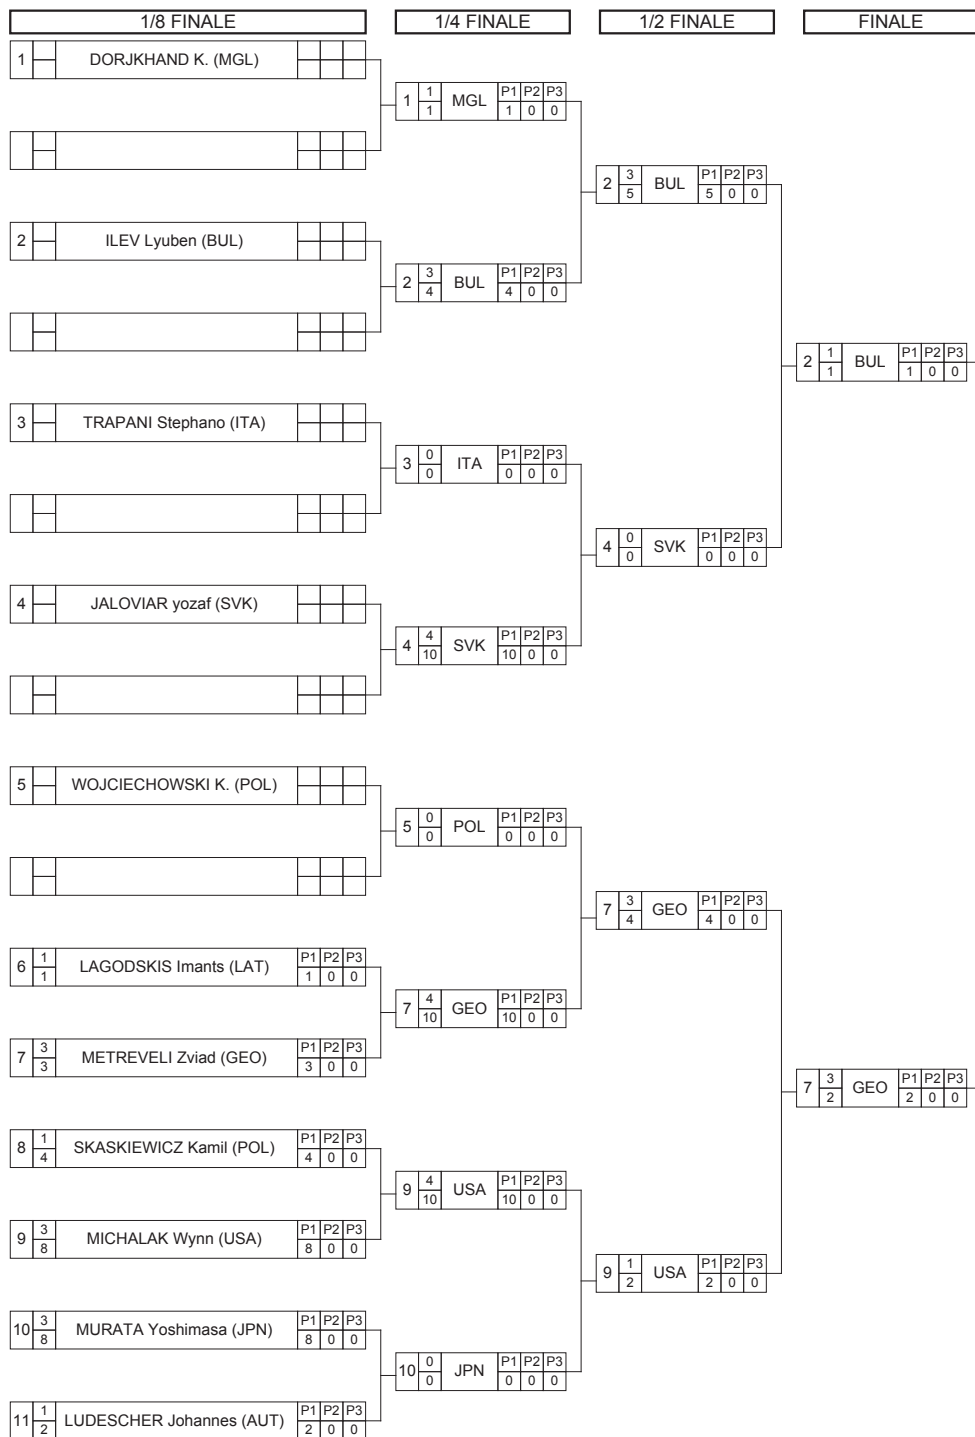 1/8 FINALE 1/4 FINALE 1/2 FINALE FINALE
1 DORJKHAND K. (MGL)
1 1 1 MGL P1 P2 P3 1 0 0
2 3 5 BUL P1 P2 P3 5 0 0
2 ILEV Lyuben (BUL)
2 3 4 BUL P1 P2 P3 4 0 0
2 1 1 BUL P1 P2 P3 1 0 0
3 TRAPANI Stephano (ITA)
3 0 0 ITA P1 P2 P3 0 0 0
4 0 0 SVK P1 P2 P3 0 0 0
4 JALOVIAR yozaf (SVK)
4 4 10 SVK P1 P2 P3 10 0 0
5 WOJCIECHOWSKI K. (POL)
5 0 0 POL P1 P2 P3 0 0 0
7 3 4 GEO P1 P2 P3 4 0 0
6 1 1 LAGODSKIS Imants (LAT) P1 P2 P3 1 0 0
7 4 10 GEO P1 P2 P3 10 0 0
7 3 3 METREVELI Zviad (GEO) P1 P2 P3 3 0 0
7 3 2 GEO P1 P2 P3 2 0 0
8 1 4 SKASKIEWICZ Kamil (POL) P1 P2 P3 4 0 0
9 4 10 USA P1 P2 P3 10 0 0
9 3 8 MICHALAK Wynn (USA) P1 P2 P3 8 0 0
9 1 2 USA P1 P2 P3 2 0 0
10 3 8 MURATA Yoshimasa (JPN) P1 P2 P3 8 0 0
10 0 0 JPN P1 P2 P3 0 0 0
11 1 2 LUDESCHER Johannes (AUT) P1 P2 P3 2 0 0